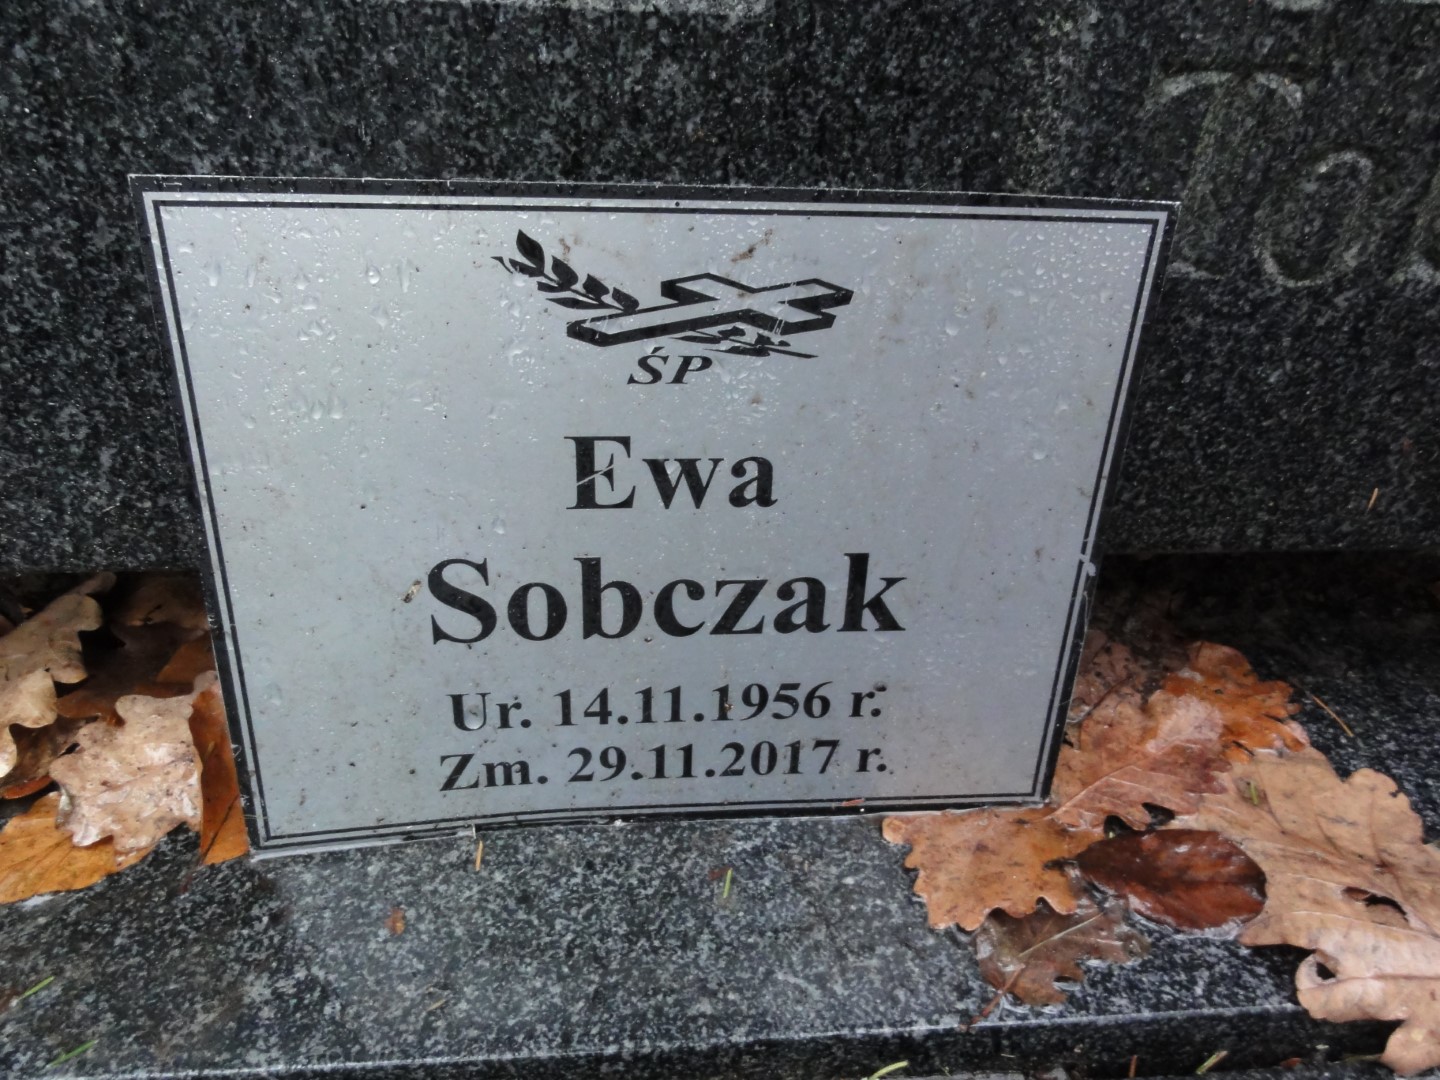 ŚP
Ewa
Sobczak
Ur. 14.11.1956 r.
Zm. 29.11.2017 r.